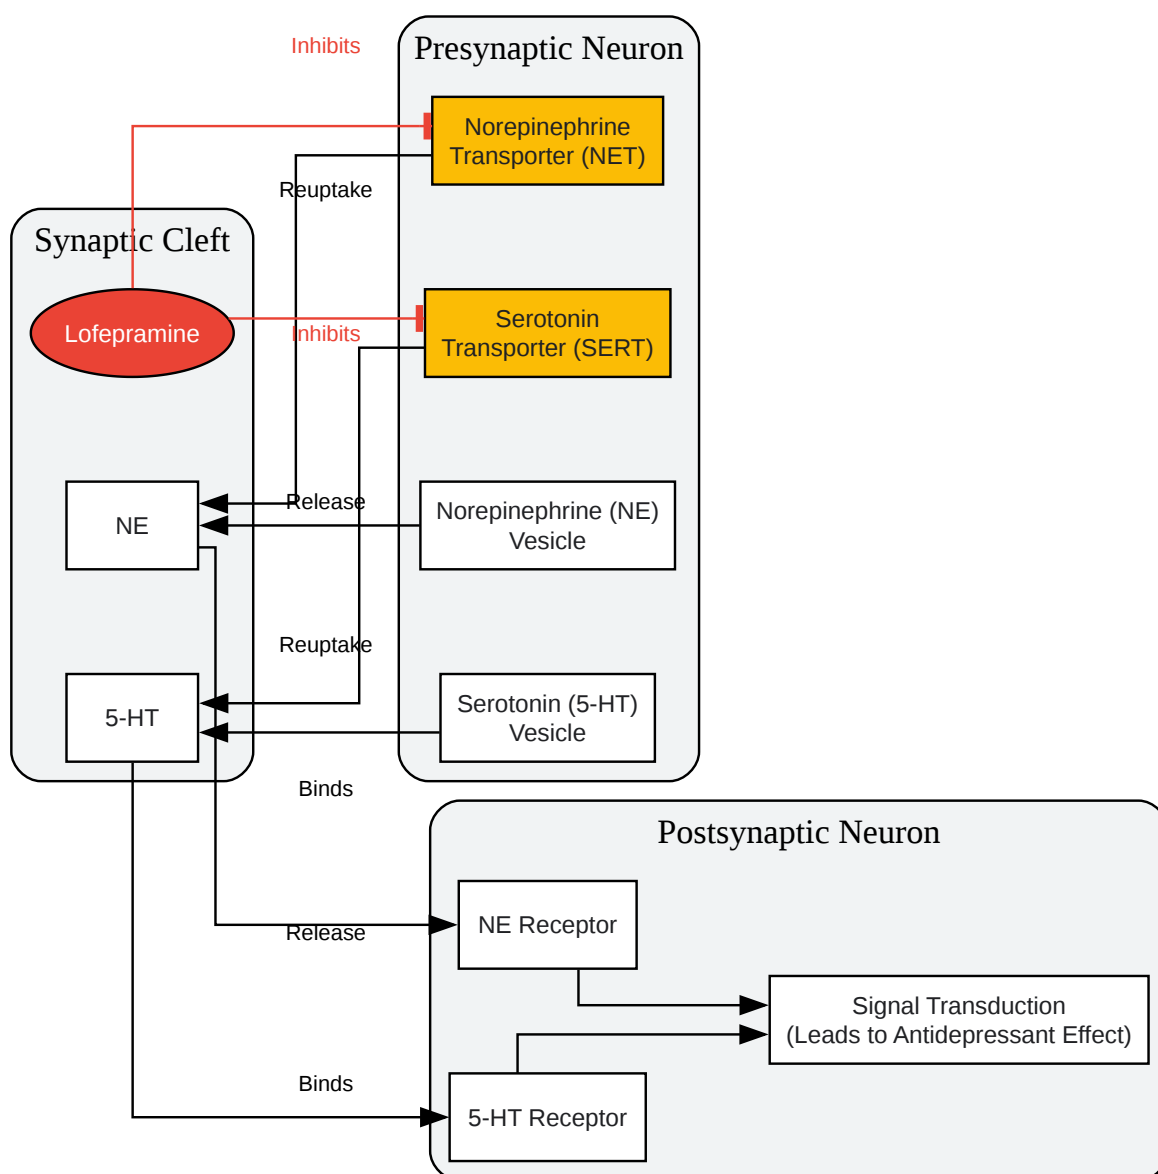 Inhibits
Presynaptic Neuron
Norepinephrine
Transporter (NET)
Reuptake
Synaptic Cleft
Lofepramine
Inhibits
Serotonin
Transporter (SERT)
NE
Release
Norepinephrine (NE)
Vesicle
Reuptake
5-HT
Serotonin (5-HT)
Vesicle
Binds
Postsynaptic Neuron
NE Receptor
Release
Signal Transduction
(Leads to Antidepressant Effect)
Binds
5-HT Receptor